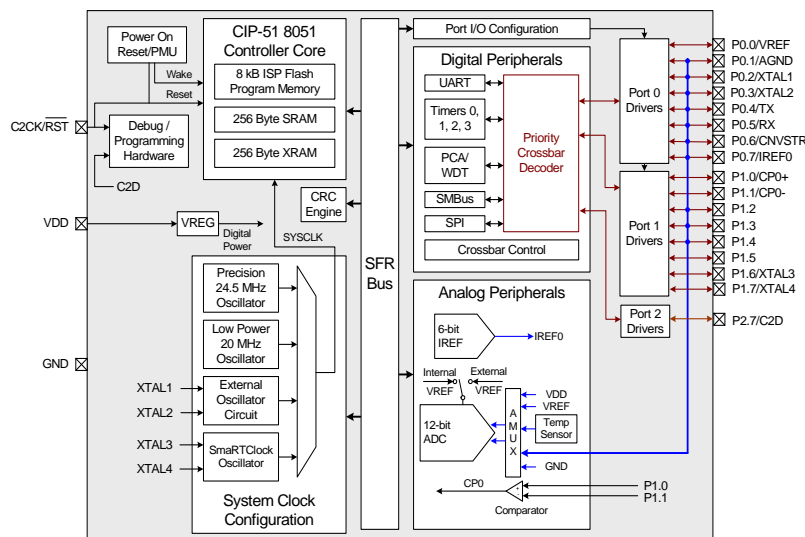 Power On
Reset/PMU
Wake
Reset
C2CK/RST
Debug /
Programming
Hardware
C2D
VDD
VREG
Digital
Power
GND
CIP-51 8051
Controller Core
8 kB ISP Flash
Program Memory
256 Byte SRAM
256 Byte XRAM
CRC
Engine
SYSCLK
Precision
24.5 MHz
Oscillator
Low Power
20 MHz
Oscillator
XTAL1
XTAL2
External
Oscillator
Circuit
XTAL3
XTAL4
SmaRTClock
Oscillator
System Clock
Configuration
SFR
Bus
Port I/O Configuration
Digital Peripherals
UART
Timers 0,
1, 2, 3
PCA/
WDT
SMBus
SPI
Priority
Crossbar
Decoder
Crossbar Control
Analog Peripherals
6-bit
IREF
IREF0
Internal
External
VREF
VREF
12-bit
ADC
A
M
U
X
VDD
VREF
Temp
Sensor
GND
CP0
+
-
Comparator
P1.0
P1.1
Port 0
Drivers
Port 1
Drivers
Port 2
Drivers
P0.0/VREF
P0.1/AGND
P0.2/XTAL1
P0.3/XTAL2
P0.4/TX
P0.5/RX
P0.6/CNVSTR
P0.7/IREF0
P1.0/CP0+
P1.1/CP0-
P1.2
P1.3
P1.4
P1.5
P1.6/XTAL3
P1.7/XTAL4
P2.7/C2D